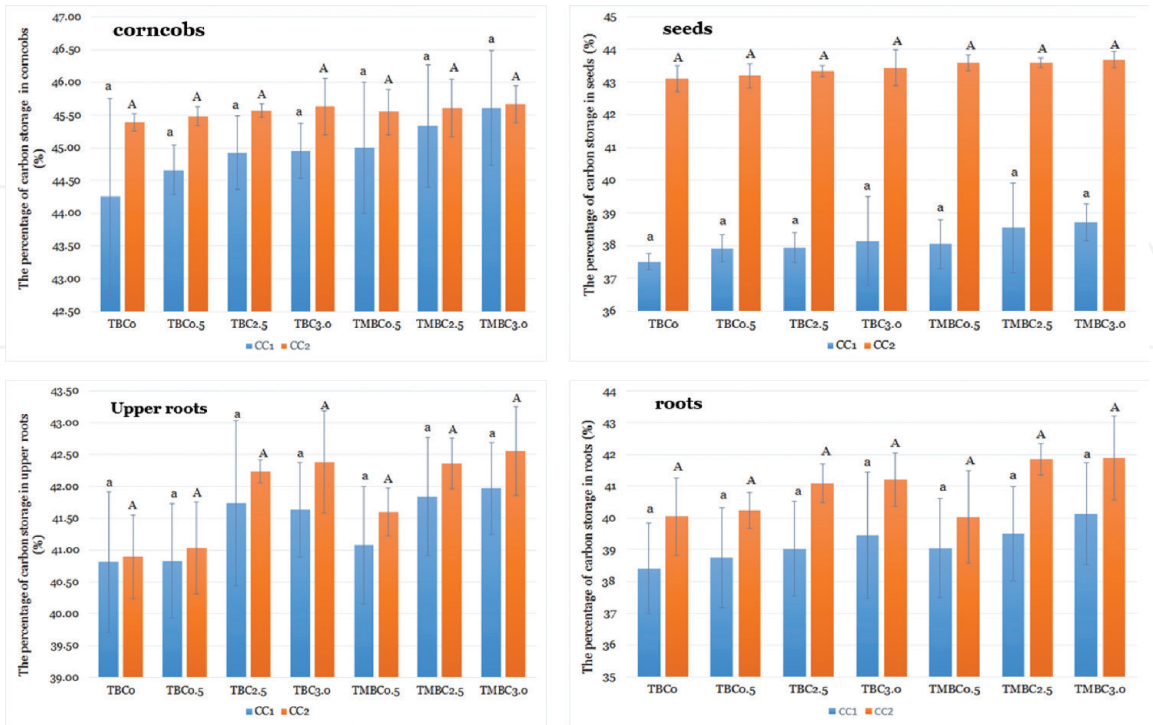 corncobs
The percentage of carbon storage in corncobs
(%)
47.00
46.50
46.00
45.50
45.00
44.50
44.00
43.50
43.00
42.50
a A a A a A a A a A a A a A
TBC0 TBC0.5 TBC2.5 TBC3.0 TMBC0.5 TMBC2.5 TMBC3.0
CC1 CC2
seeds
The percentage of carbon storage in seeds (%)
45
44
43
42
41
40
39
38
37
36
A A A A A A A
a a a a a a a
TBC0 TBC0.5 TBC2.5 TBC3.0 TMBC0.5 TMBC2.5 TMBC3.0
CC1 CC2
Upper roots
The percentage of carbon storage in upper roots
(%)
43.50
43.00
42.50
42.00
41.50
41.00
40.50
40.00
39.50
39.00
a A a A a A a A a A a A a A
TBC0 TBC0.5 TBC2.5 TBC3.0 TMBC0.5 TMBC2.5 TMBC3.0
CC1 CC2
roots
The percentage of carbon storage in roots (%)
44
43
42
41
40
39
38
37
36
35
a A a A a A a A a A a A a A
TBC0 TBC0.5 TBC2.5 TBC3.0 TMBC0.5 TMBC2.5 TMBC3.0
CC1 CC2